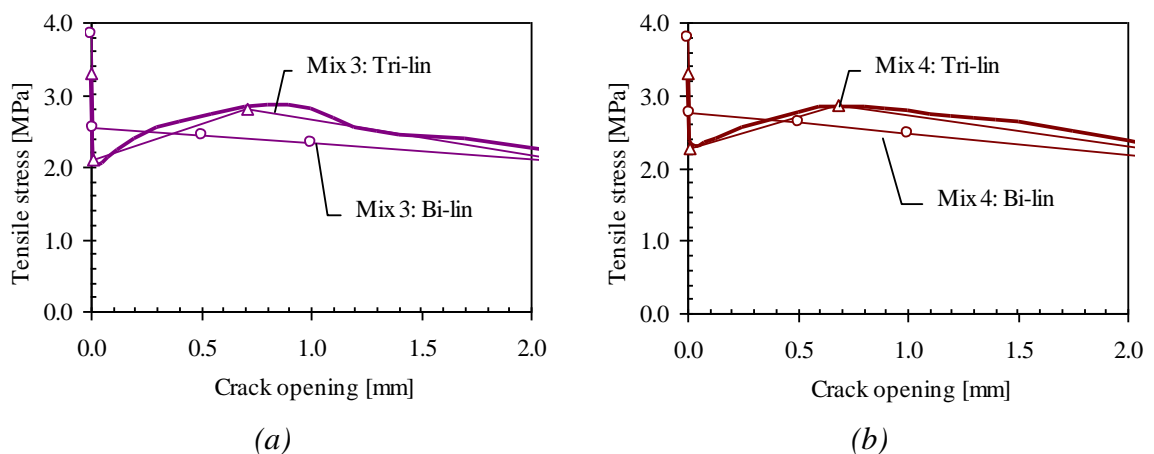 Tensile stress [MPa]
4.0
3.0
2.0
1.0
0.0
Mix 3: Tri-lin
Mix 3: Bi-lin
0.0 0.5 1.0 1.5 2.0
Crack opening [mm]
(a)
Tensile stress [MPa]
4.0
3.0
2.0
1.0
0.0
Mix 4: Tri-lin
Mix 4: Bi-lin
0.0 0.5 1.0 1.5 2.0
Crack opening [mm]
(b)